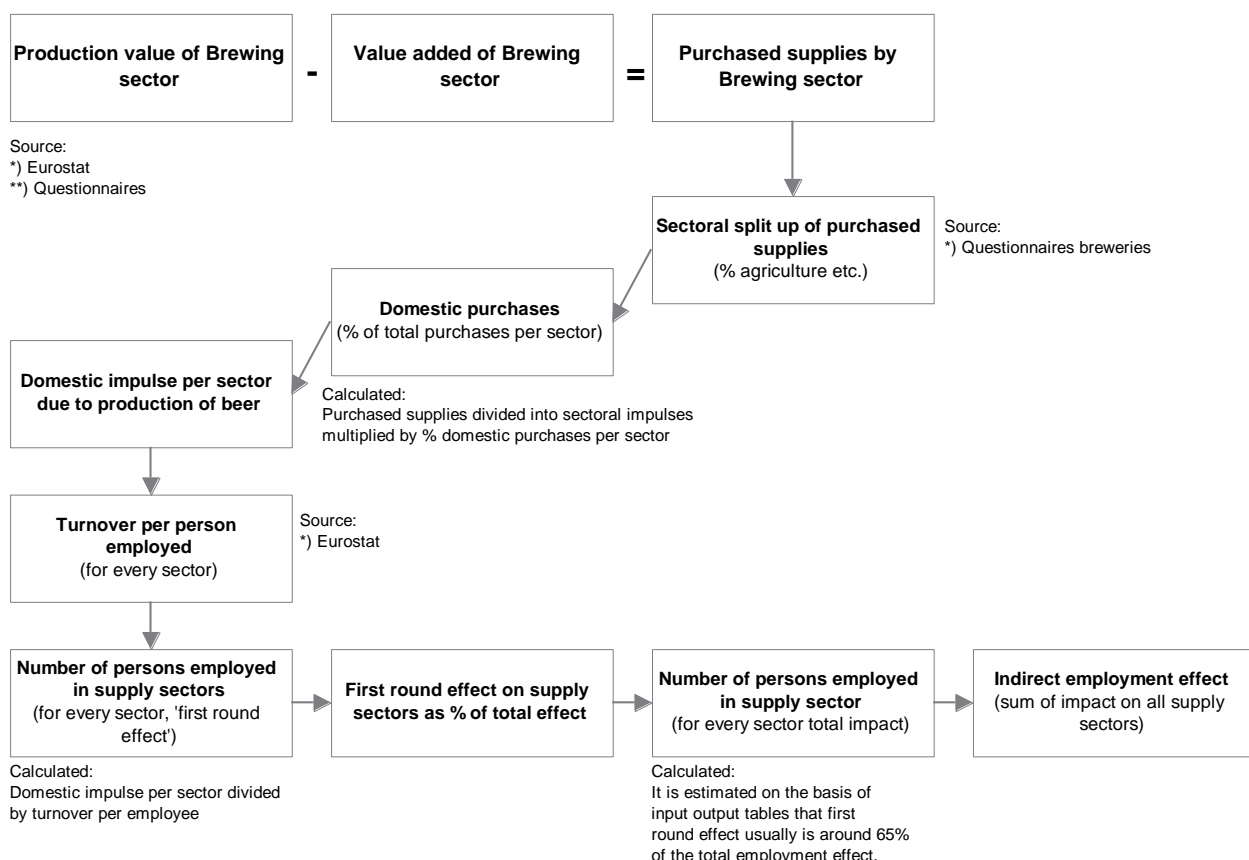 Production value of Brewing
sector
-
Value added of Brewing
sector
=
Purchased supplies by
Brewing sector
Source:
*) Eurostat
**) Questionnaires
Sectoral split up of purchased
supplies
(% agriculture etc.)
Source:
*) Questionnaires breweries
Domestic purchases
(% of total purchases per sector)
Calculated:
Purchased supplies divided into sectoral impulses
multiplied by % domestic purchases per sector
Domestic impulse per sector
due to production of beer
Turnover per person
employed
(for every sector)
Source:
*) Eurostat
Number of persons employed
in supply sectors
(for every sector, 'first round
effect')
Calculated:
Domestic impulse per sector divided
by turnover per employee
First round effect on supply
sectors as % of total effect
Number of persons employed
in supply sector
(for every sector total impact)
Calculated:
It is estimated on the basis of
input output tables that first
round effect usually is around 65%
of the total employment effect.
Indirect employment effect
(sum of impact on all supply
sectors)